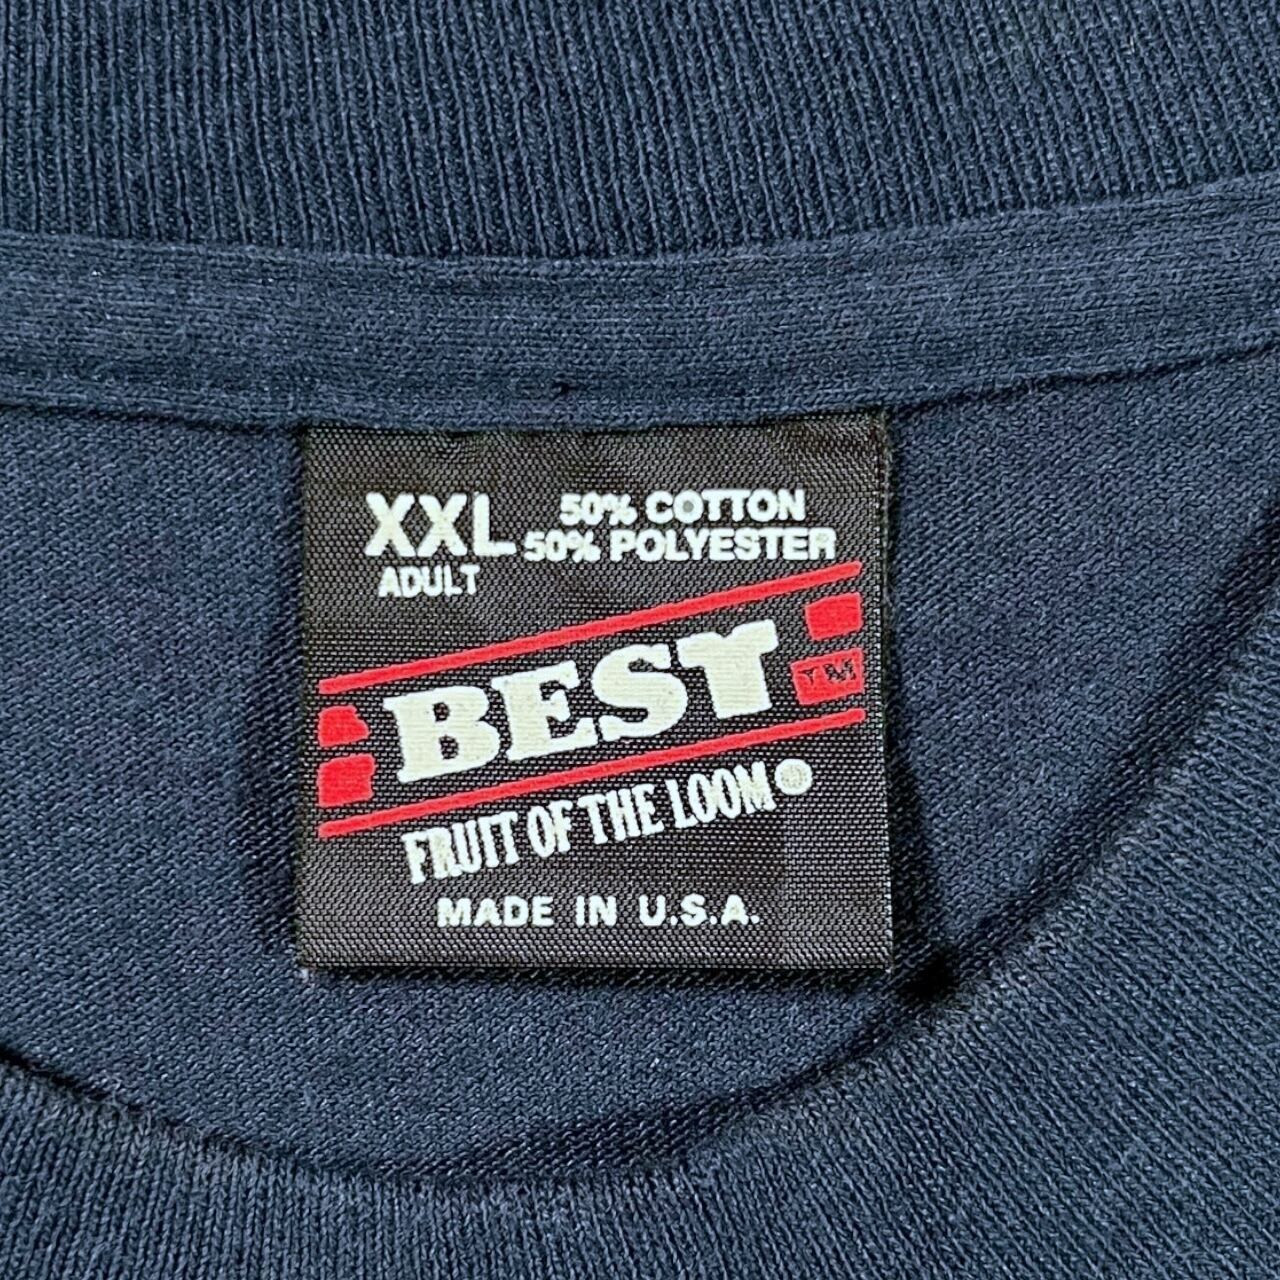 XXL
ADULT
50% COTTON
50% POLYESTER
BEST
TM
FRUIT OF THE LOOM
MADE IN U.S.A.